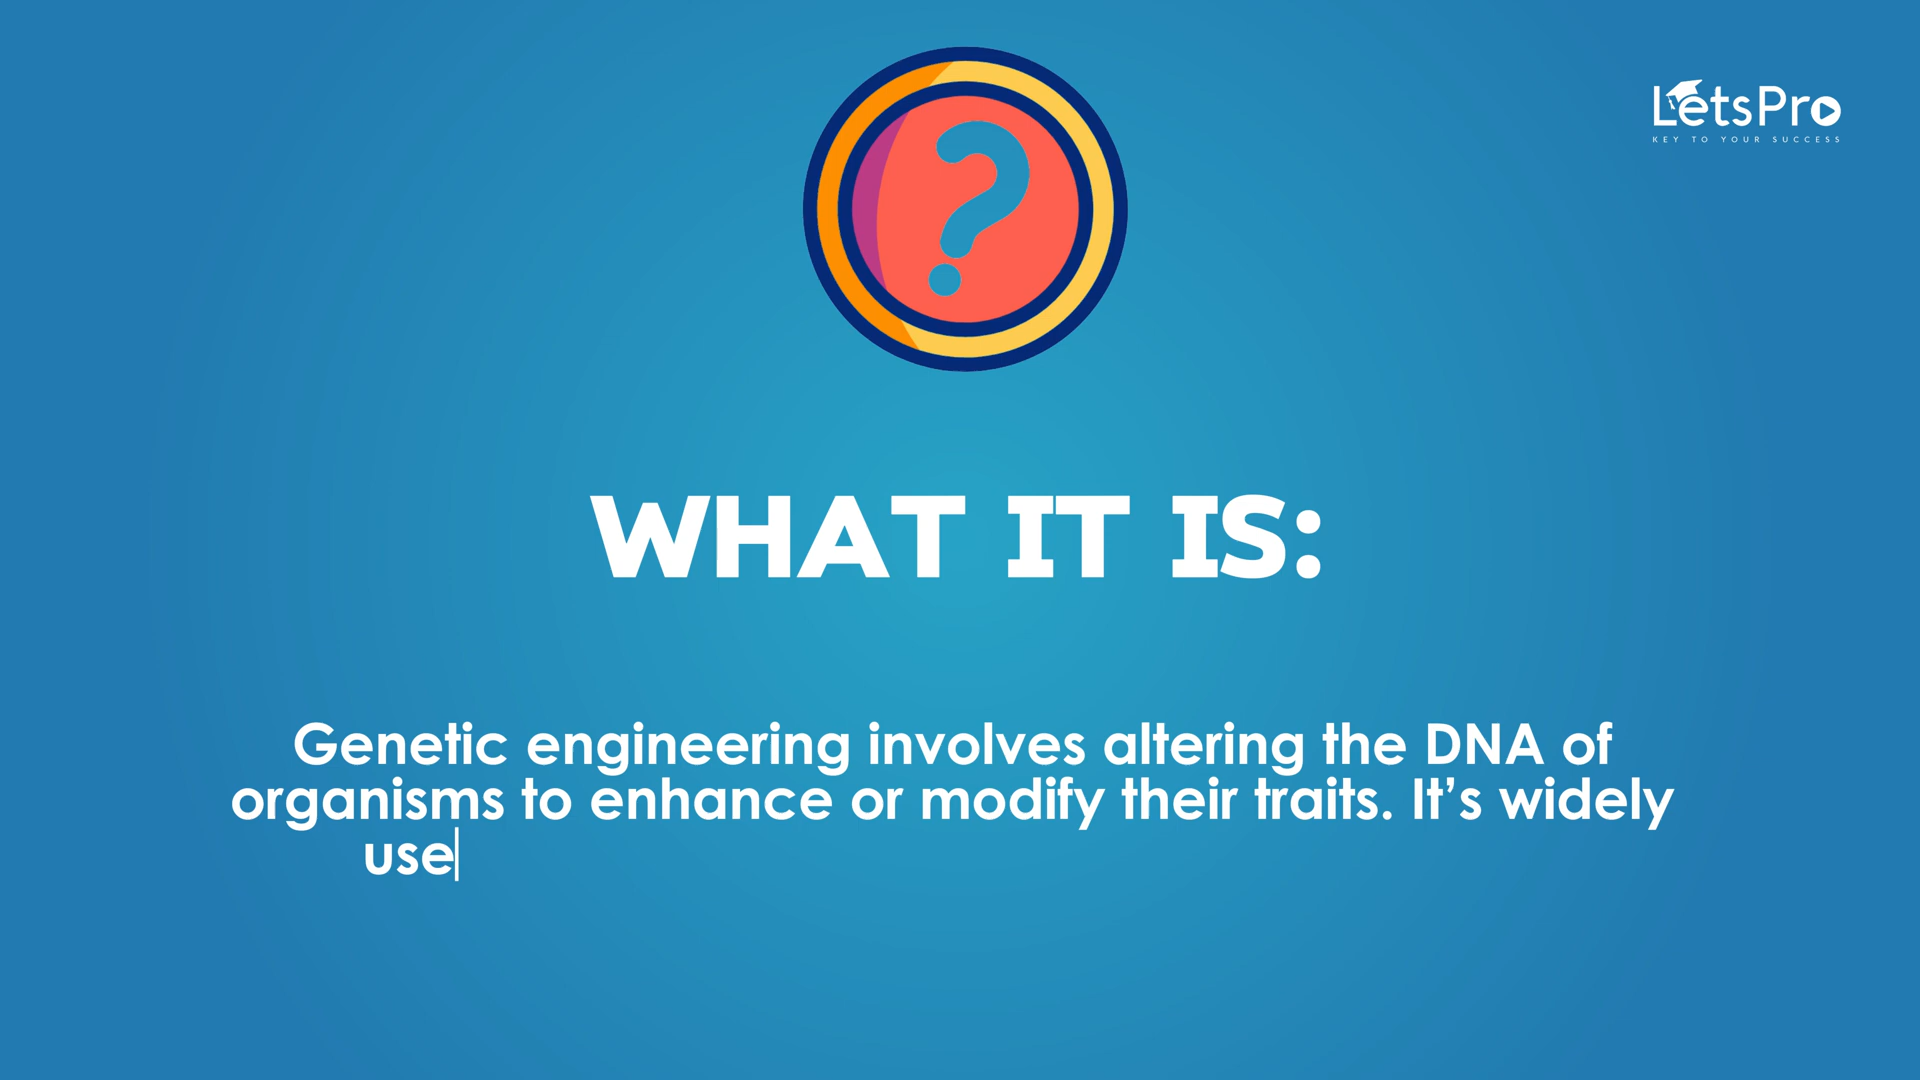 LetsPro
KEY TO YOUR SUCCESS
WHAT IT IS:
Genetic engineering involves altering the DNA of
organisms to enhance or modify their traits. It’s widely
use